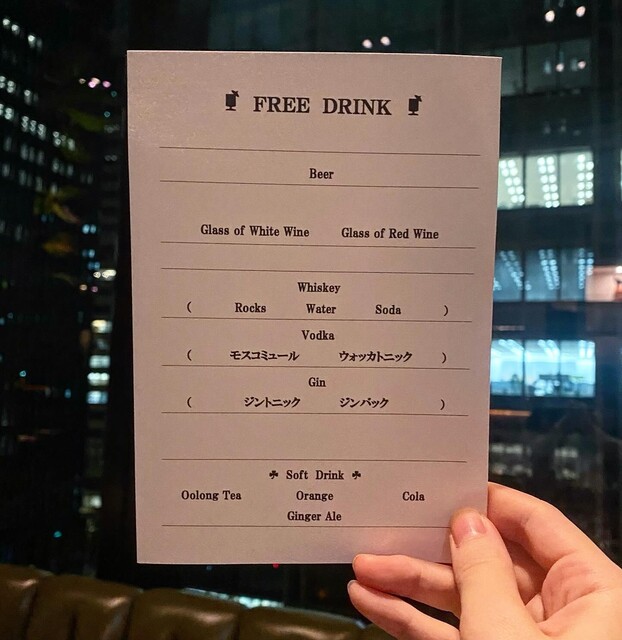 FREE DRINK
Beer
Glass of White Wine Glass of Red Wine
Whiskey
( Rocks Water Soda )
Vodka
( モスコミュール ウォッカトニック )
Gin
( ジントニック ジンバック )
☘ Soft Drink ☘
Oolong Tea Orange Cola
Ginger Ale